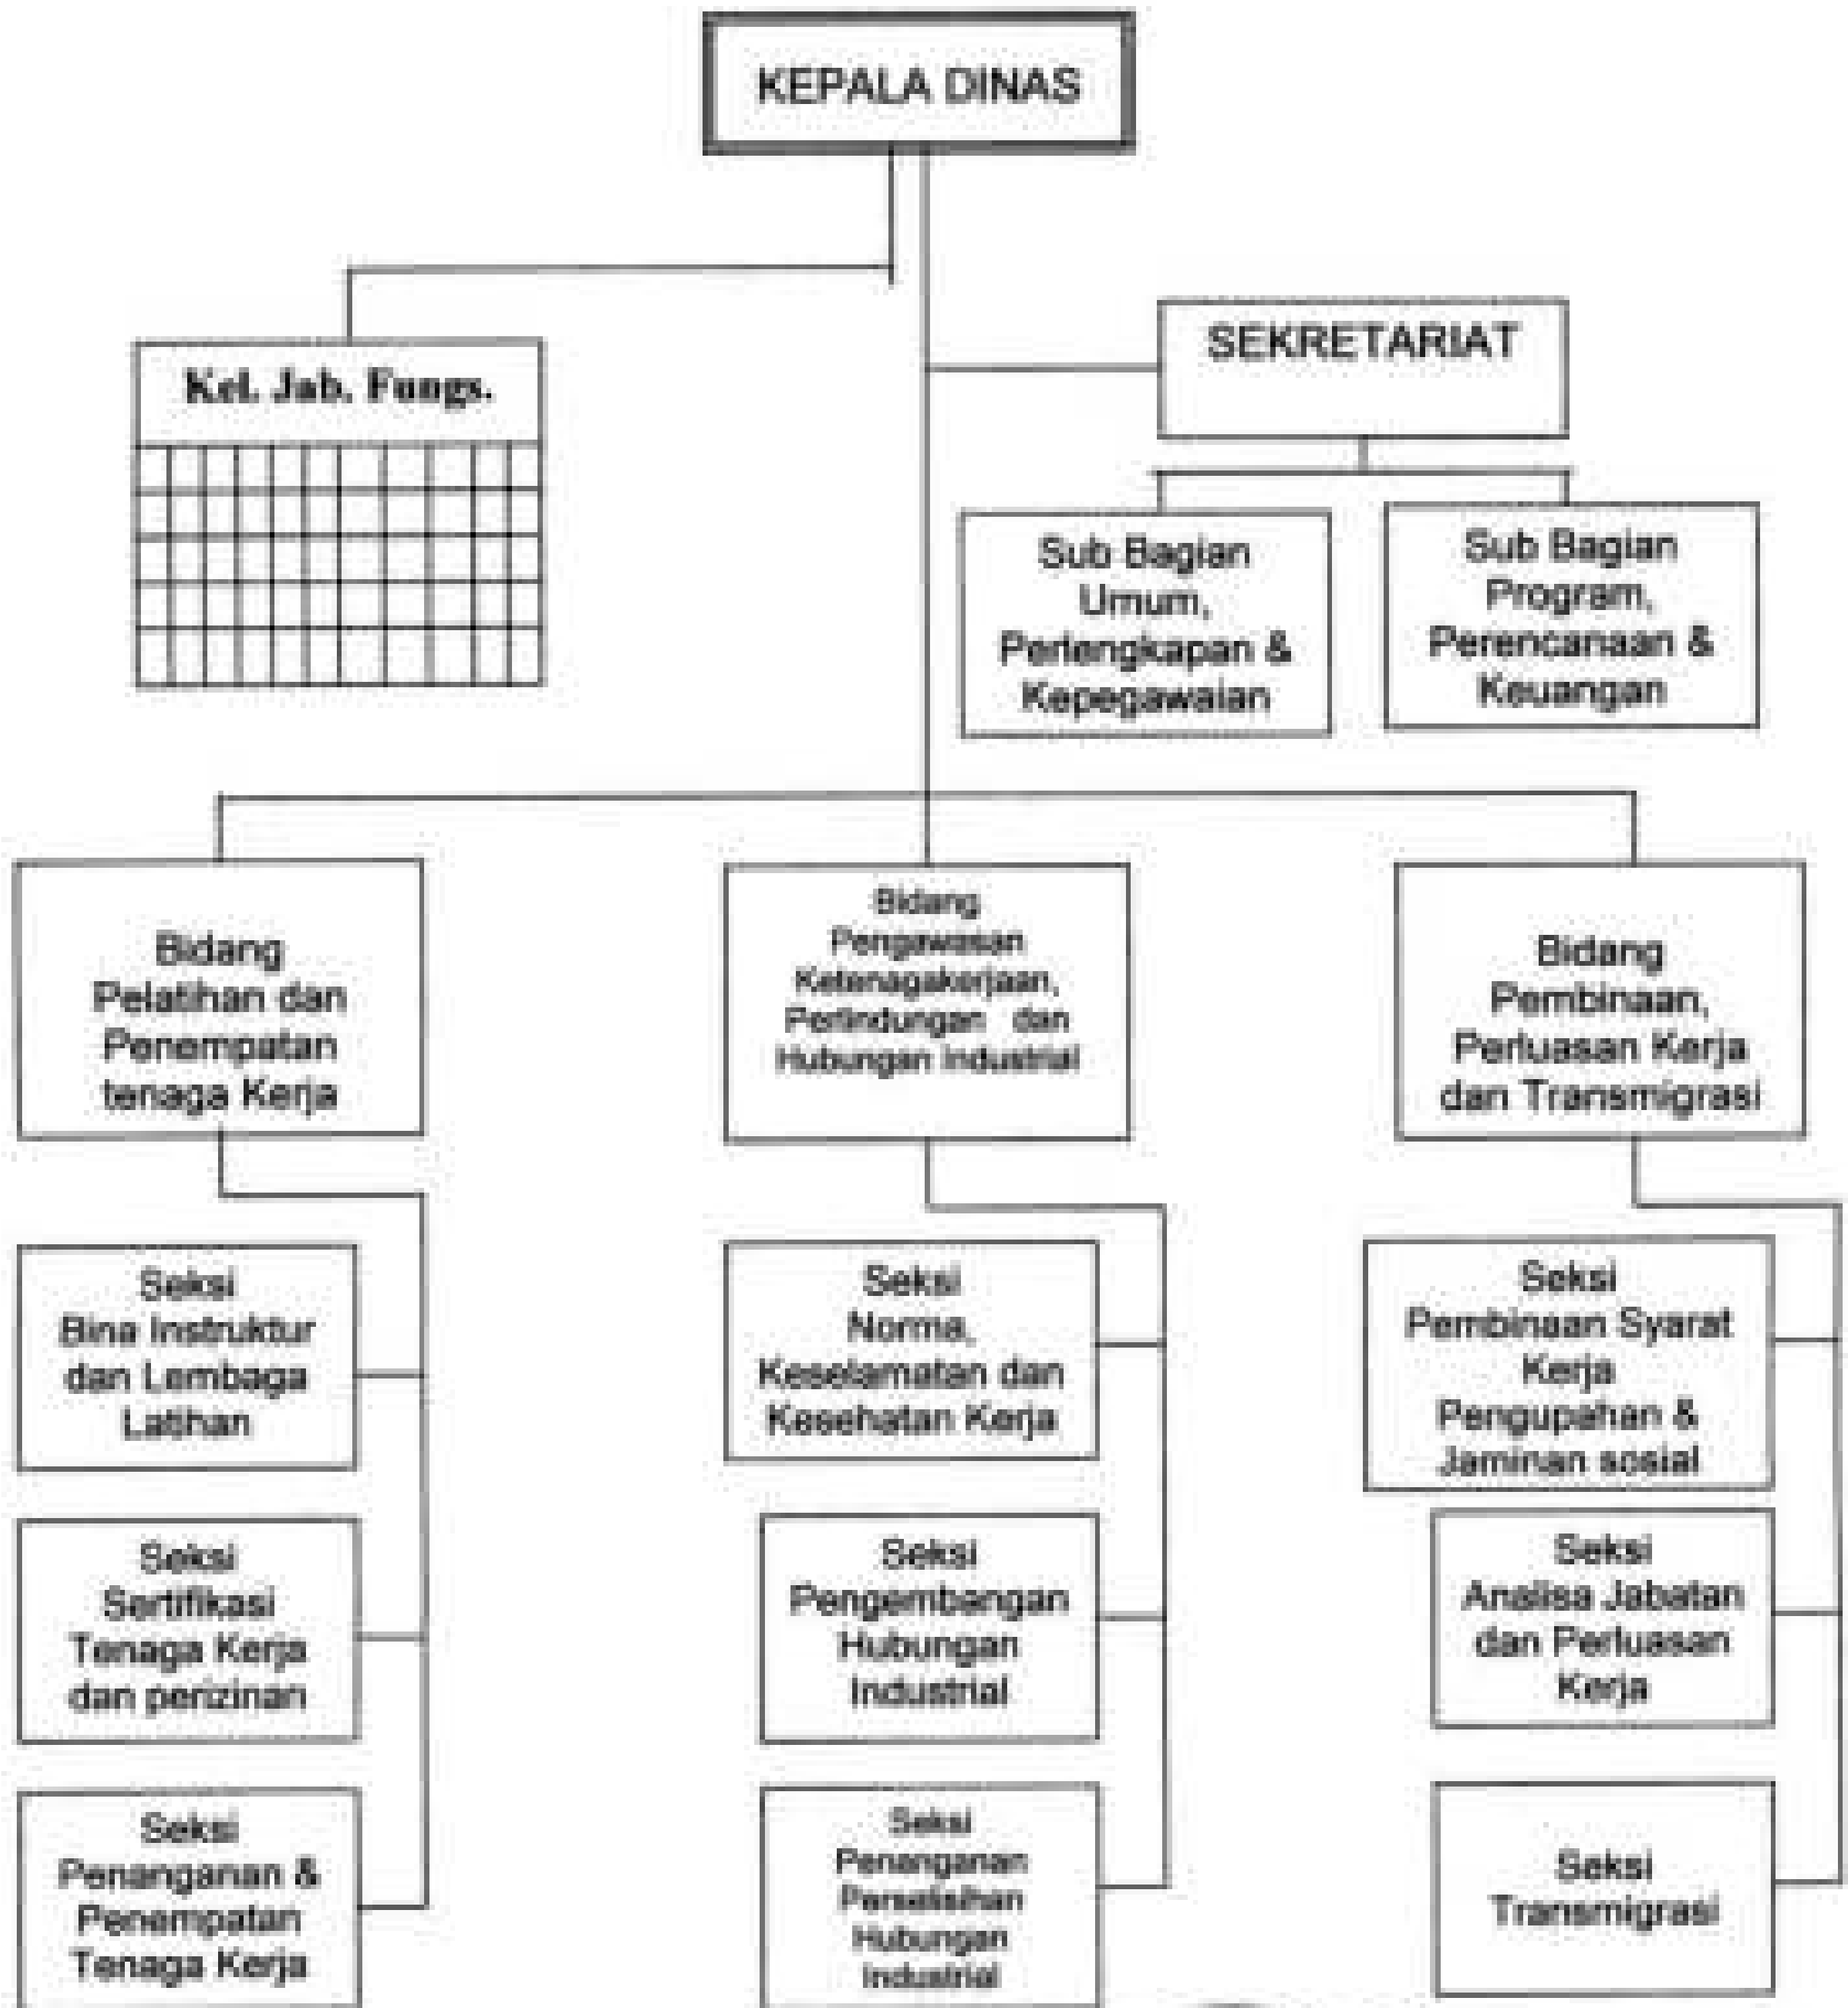 KEPALA DINAS
Kel. Jab. Fungs.
SEKRETARIAT
Sub Bagian
Umum,
Perlengkapan &
Kepegawaian
Sub Bagian
Program,
Perencanaan &
Keuangan
Bidang
Pelatihan dan
Penempatan
tenaga Kerja
Bidang
Pengawasan
Ketenagakerjaan,
Perlindungan dan
Hubungan Industrial
Bidang
Pembinaan,
Perluasan Kerja
dan Transmigrasi
Seksi
Bina Instruktur
dan Lembaga
Latihan
Seksi
Norma,
Keselamatan dan
Kesehatan Kerja
Seksi
Pembinaan Syarat
Kerja
Pengupahan &
Jaminan sosial
Seksi
Sertifikasi
Tenaga Kerja
dan perizinan
Seksi
Pengembangan
Hubungan
Industrial
Seksi
Analisa Jabatan
dan Perluasan
Kerja
Seksi
Penanganan &
Penempatan
Tenaga Kerja
Seksi
Penanganan
Perselisihan
Hubungan
Industrial
Seksi
Transmigrasi